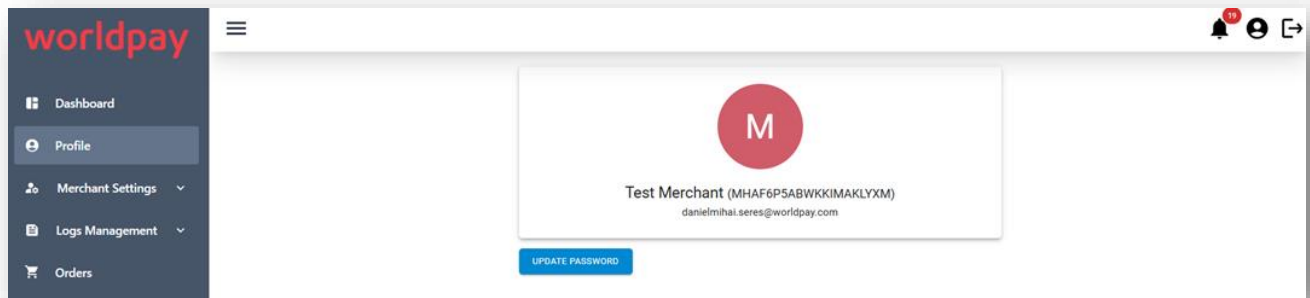 worldpay
19
Dashboard
Profile
Merchant Settings
Logs Management
Orders
M
Test Merchant (MHAF6P5ABWKKIMAKLYXM)
danielmihai.seres@worldpay.com
UPDATE PASSWORD